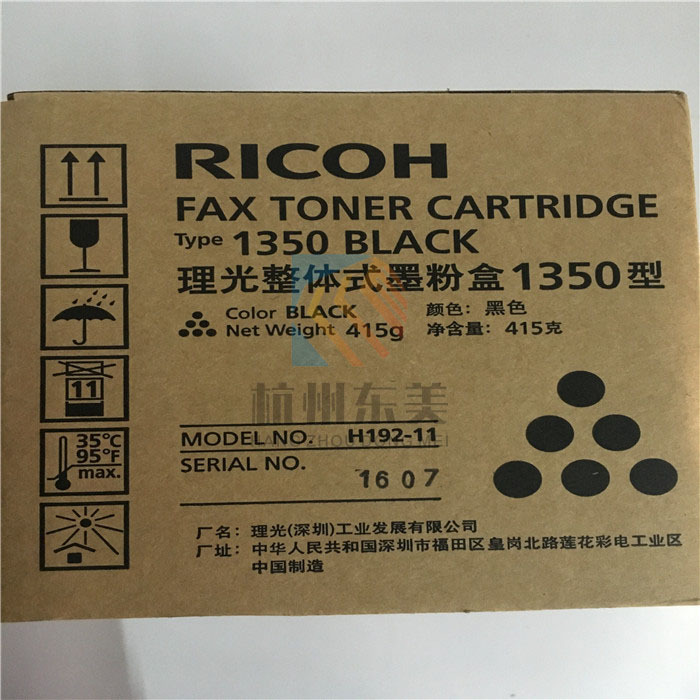 RICOH
FAX TONER CARTRIDGE
Type 1350 BLACK
理光整体式墨粉盒1350型
Color BLACK 颜色：黑色
Net Weight 415g 净含量：415克
11
杭州东美
HANG ZHOU DONG MEI
MODEL NO. H192-11
SERIAL NO. 1607
35°C
95°F
max.
厂名：理光(深圳)工业发展有限公司
厂址：中华人民共和国深圳市福田区皇岗北路莲花彩电工业区
中国制造